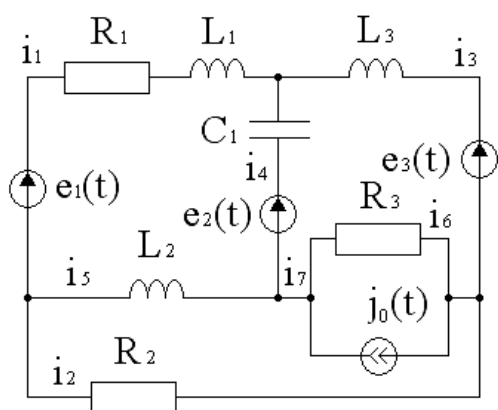 i₁ R₁ L₁ L₃ i₃
C₁
i₄ e₃(t)
e₁(t) e₂(t) R₃ i₆
i₅ L₂ i₇
j₀(t)
i₂ R₂